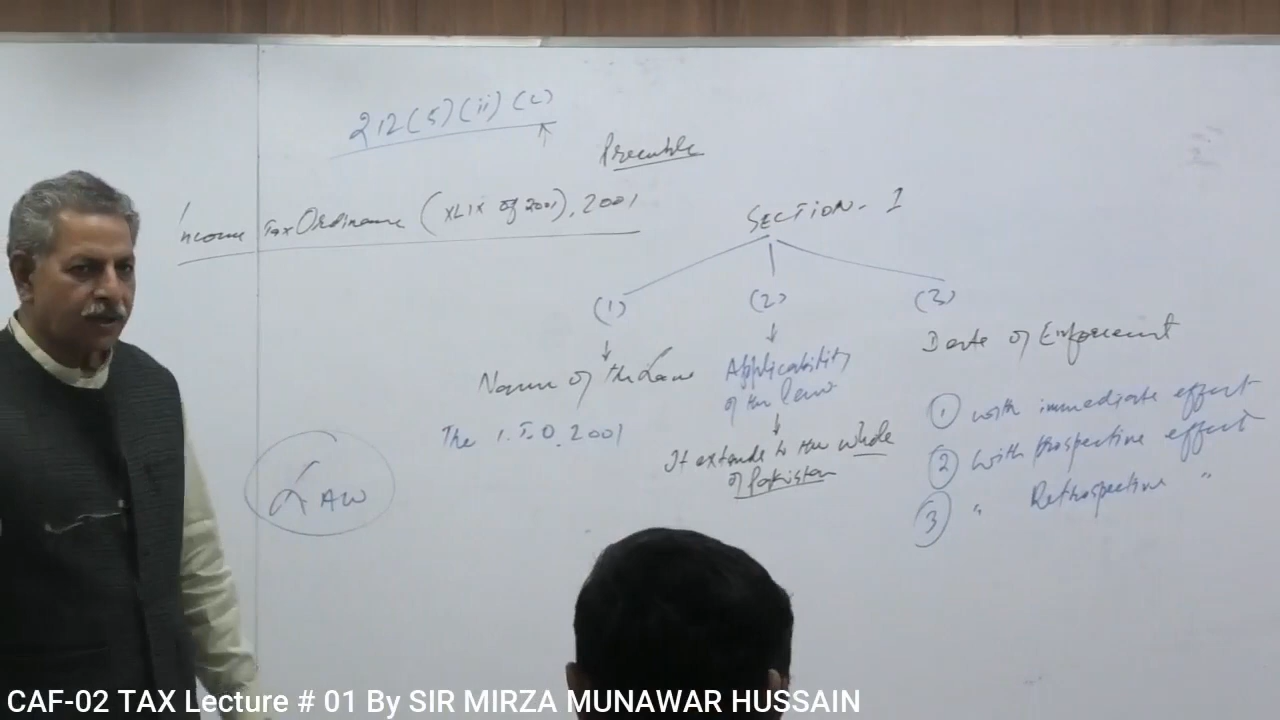 212(5)(ii)(c)
Preamble
Income Tax Ordinance (XLIX of 2001), 2001
SECTION - 1
(1) (2) (3)
Name of the Law
Applicability of the law
Date of Enforcement
The I.T.O, 2001
It extends to the whole of Pakistan
① with immediate effect
② with prospective effect
③ " Retrospective "
LAW
CAF-02 TAX Lecture # 01 By SIR MIRZA MUNAWAR HUSSAIN